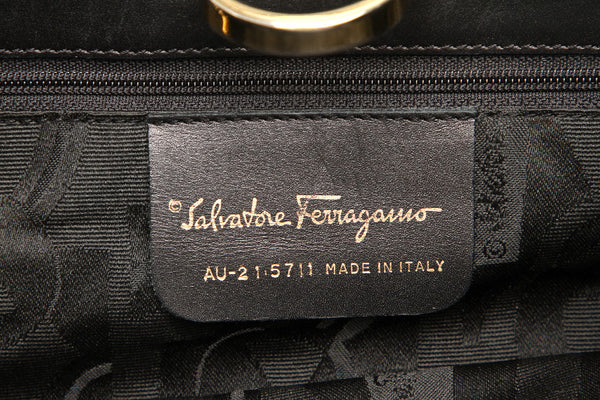 © Salvatore Ferragamo
AU-21 5711 MADE IN ITALY